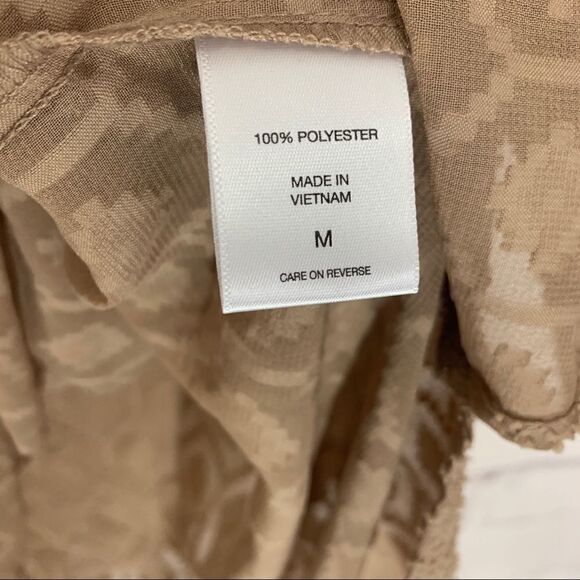 100% POLYESTER
MADE IN
VIETNAM
M
CARE ON REVERSE